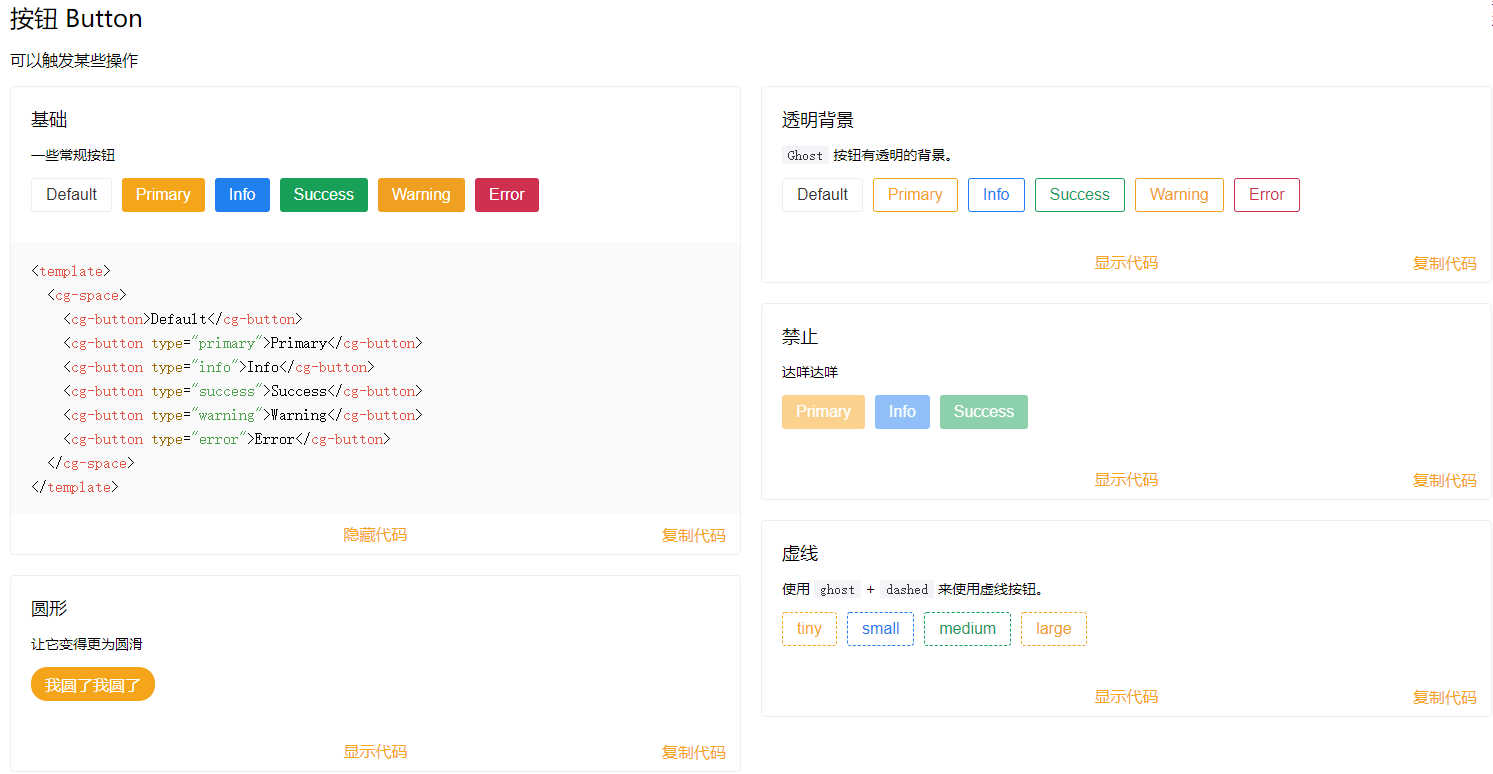 按钮 Button
可以触发某些操作
基础
一些常规按钮
Default Primary Info Success Warning Error
<template>
  <cg-space>
    <cg-button>Default</cg-button>
    <cg-button type="primary">Primary</cg-button>
    <cg-button type="info">Info</cg-button>
    <cg-button type="success">Success</cg-button>
    <cg-button type="warning">Warning</cg-button>
    <cg-button type="error">Error</cg-button>
  </cg-space>
</template>
隐藏代码 复制代码
圆形
让它变得更为圆滑
我圆了我圆了
显示代码 复制代码
透明背景
Ghost 按钮有透明的背景。
Default Primary Info Success Warning Error
显示代码 复制代码
禁止
达咩达咩
Primary Info Success
显示代码 复制代码
虚线
使用 ghost + dashed 来使用虚线按钮。
tiny small medium large
显示代码 复制代码